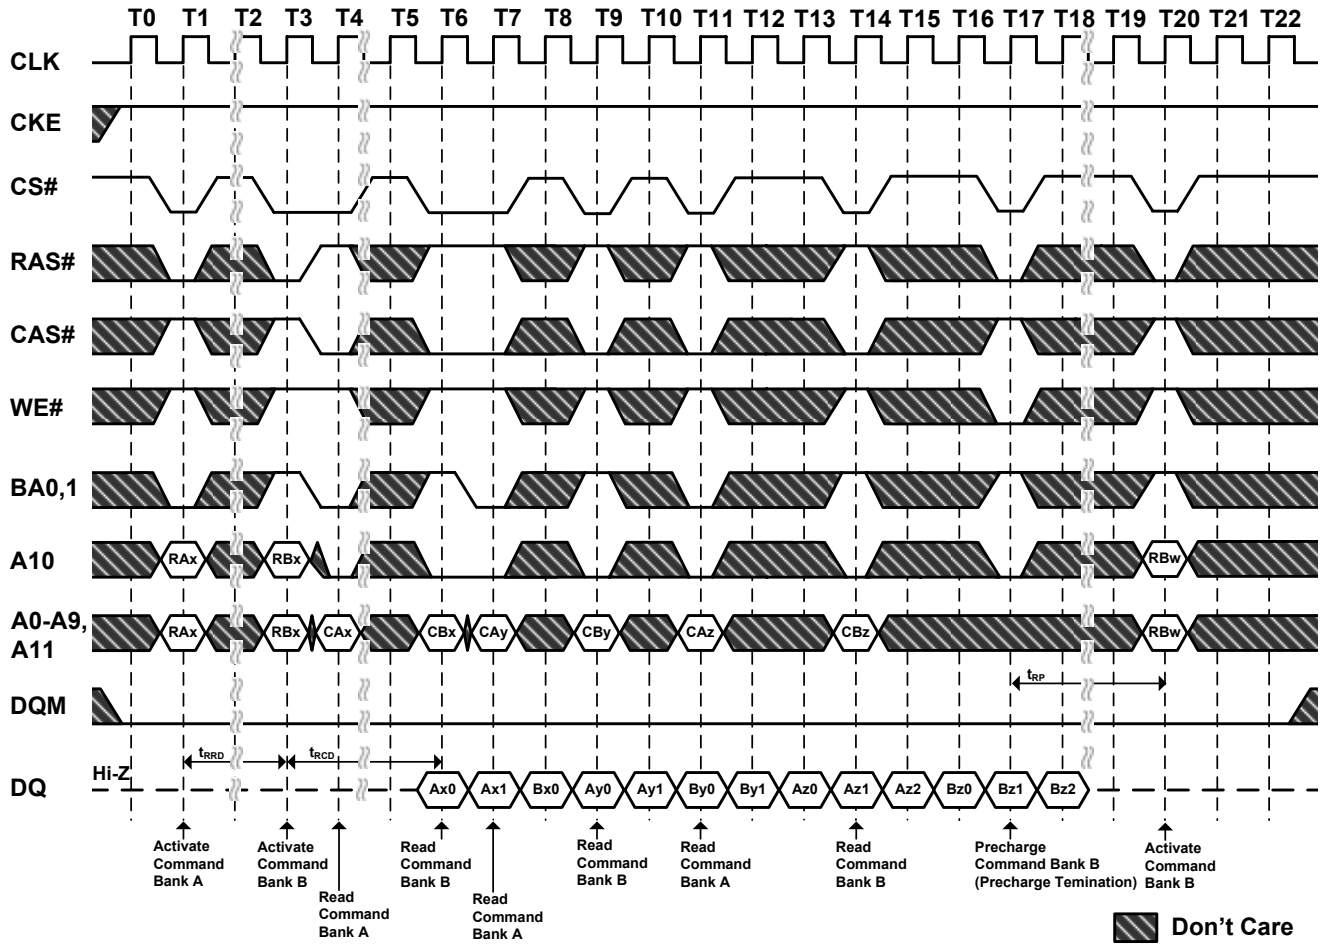 T0 T1 T2 T3 T4 T5 T6 T7 T8 T9 T10 T11 T12 T13 T14 T15 T16 T17 T18 T19 T20 T21 T22
CLK
CKE
CS#
RAS#
CAS#
WE#
BA0,1
A10
RAx RBx RBw
A0-A9,
A11
RAx RBx CAx CBx CAy CBy CAz CBz RBw
tRP
DQM
tRRD tRCD
Hi-Z
DQ
Ax0 Ax1 Bx0 Ay0 Ay1 By0 By1 Az0 Az1 Az2 Bz0 Bz1 Bz2
Activate
Command
Bank A
Activate
Command
Bank B
Read
Command
Bank A
Read
Command
Bank B
Read
Command
Bank A
Read
Command
Bank B
Read
Command
Bank A
Read
Command
Bank B
Precharge
Command Bank B
(Precharge Temination)
Activate
Command
Bank B
Don't Care